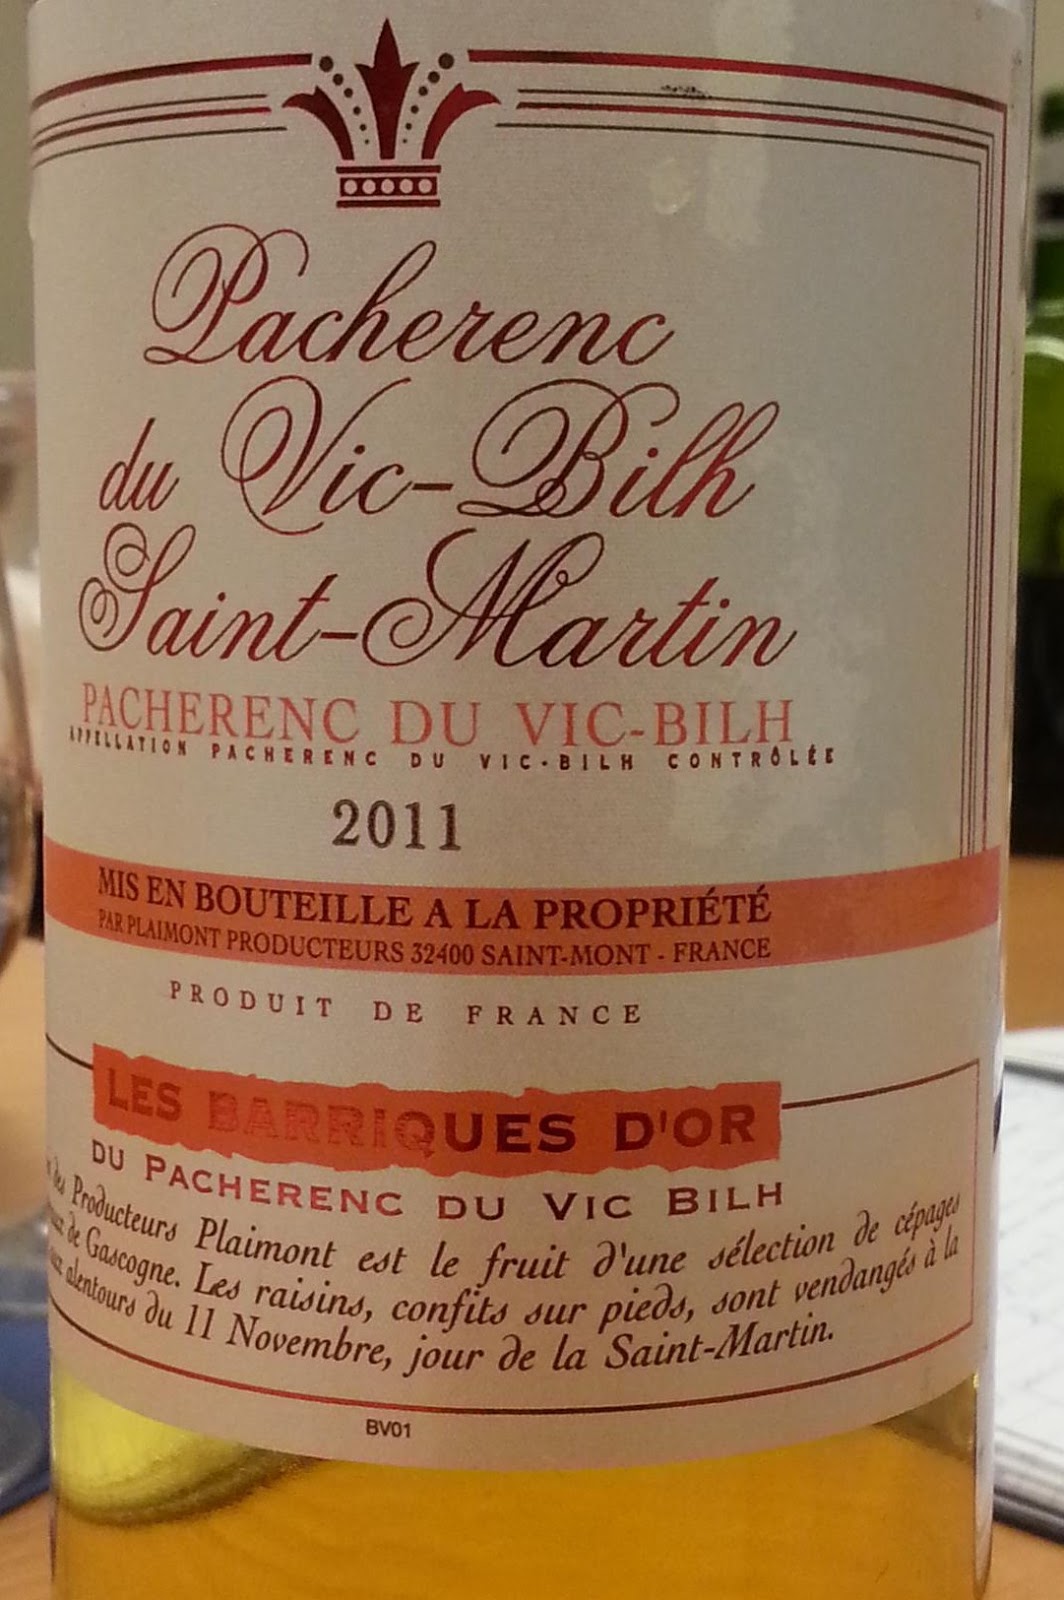 Pacherenc
du Vic-Bilh
Saint-Martin
PACHERENC DU VIC-BILH
APPELLATION PACHERENC DU VIC-BILH CONTRÔLÉE
2011
MIS EN BOUTEILLE A LA PROPRIÉTÉ
PAR PLAIMONT PRODUCTEURS 32400 SAINT-MONT - FRANCE
PRODUIT DE FRANCE
LES BARRIQUES D'OR
DU PACHERENC DU VIC BILH
des Producteurs Plaimont est le fruit d'une sélection de cépages
de Gascogne. Les raisins, confits sur pieds, sont vendangés à la
alentours du 11 Novembre, jour de la Saint-Martin.
BV01